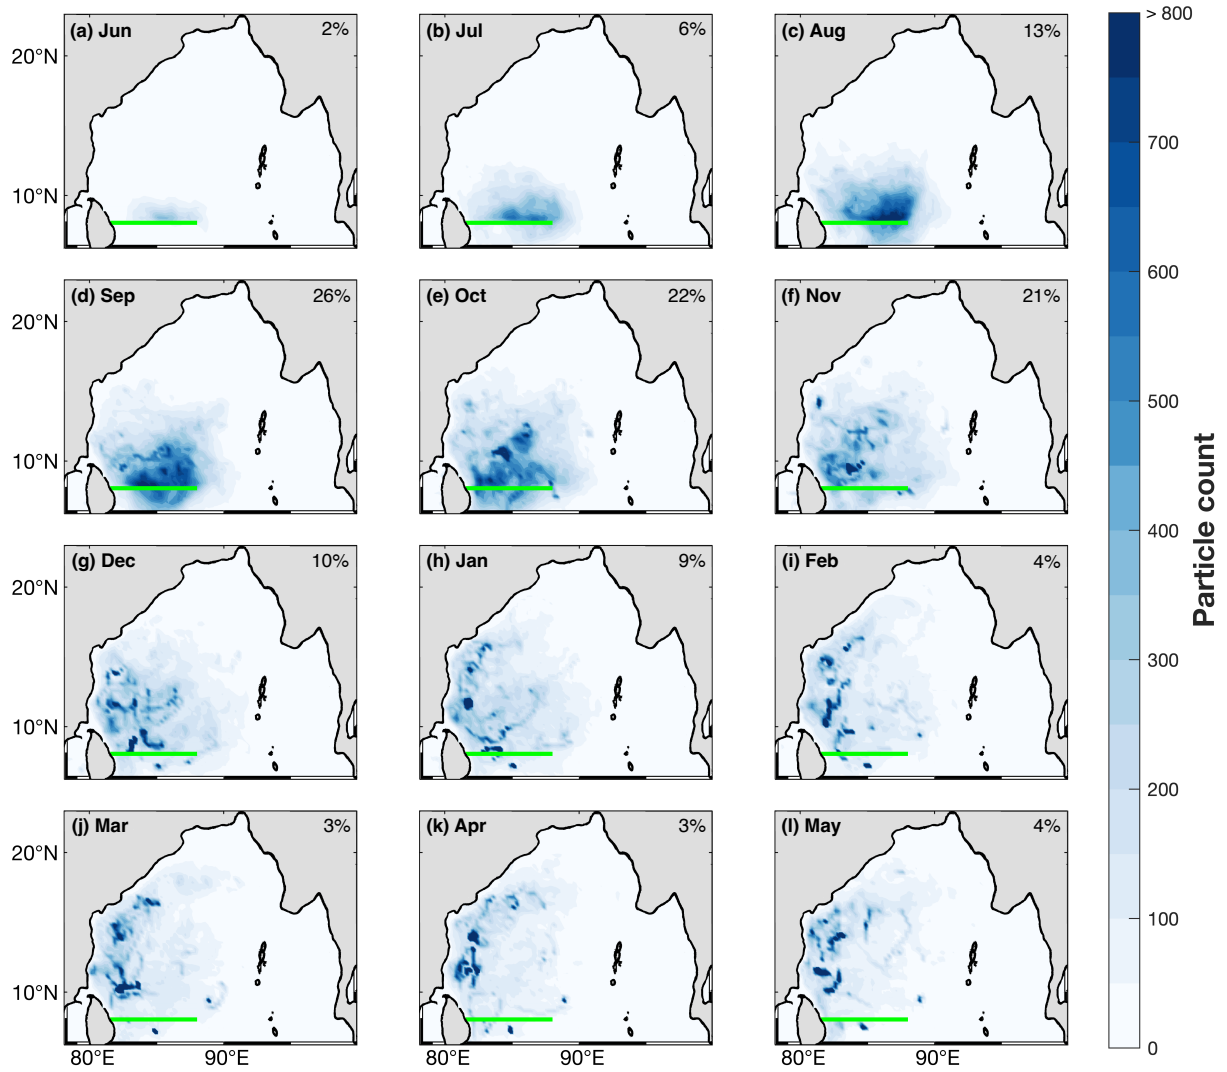 (a) Jun 2%
(b) Jul 6%
(c) Aug 13%
> 800
20°N
10°N
700
600
(d) Sep 26%
(e) Oct 22%
(f) Nov 21%
20°N
10°N
500
400
Particle count
(g) Dec 10%
(h) Jan 9%
(i) Feb 4%
20°N
10°N
300
200
(j) Mar 3%
(k) Apr 3%
(l) May 4%
20°N
10°N
100
0
80°E 90°E
80°E 90°E
80°E 90°E